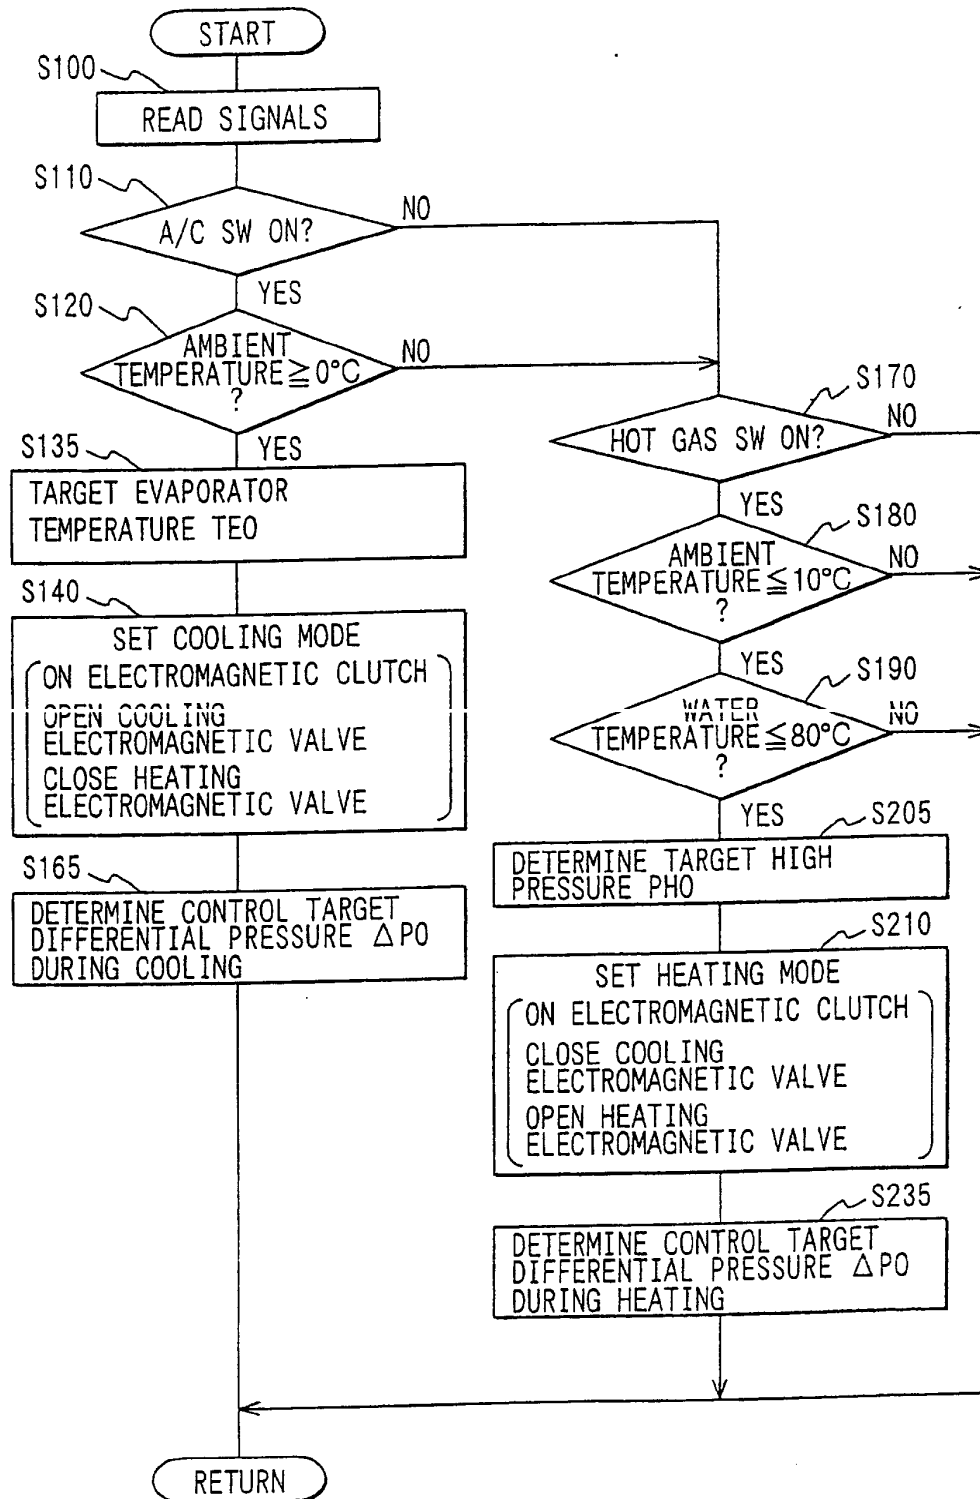 START
S100
READ SIGNALS
S110
A/C SW ON?
NO
YES
S120
AMBIENT
TEMPERATURE≧0°C
?
NO
YES
S135
TARGET EVAPORATOR
TEMPERATURE TEO
S140
SET COOLING MODE
ON ELECTROMAGNETIC CLUTCH
OPEN COOLING
ELECTROMAGNETIC VALVE
CLOSE HEATING
ELECTROMAGNETIC VALVE
S165
DETERMINE CONTROL TARGET
DIFFERENTIAL PRESSURE △PO
DURING COOLING
S170
HOT GAS SW ON?
NO
YES
S180
AMBIENT
TEMPERATURE≦10°C
?
NO
YES
S190
WATER
TEMPERATURE≦80°C
?
NO
YES
S205
DETERMINE TARGET HIGH
PRESSURE PHO
S210
SET HEATING MODE
ON ELECTROMAGNETIC CLUTCH
CLOSE COOLING
ELECTROMAGNETIC VALVE
OPEN HEATING
ELECTROMAGNETIC VALVE
S235
DETERMINE CONTROL TARGET
DIFFERENTIAL PRESSURE △PO
DURING HEATING
RETURN